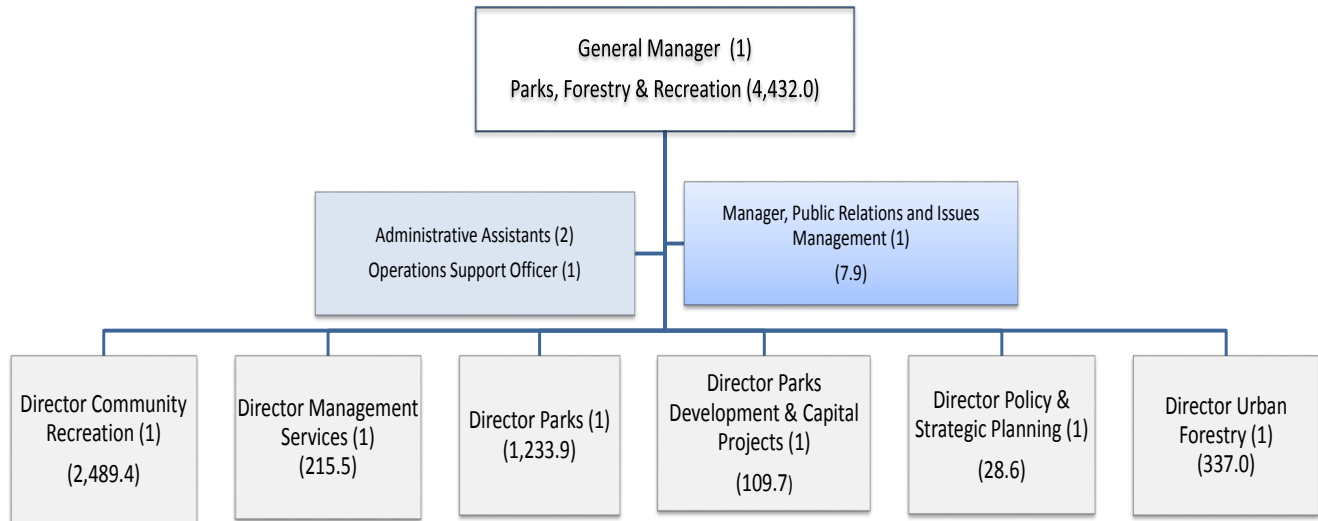 General Manager (1)
Parks, Forestry & Recreation (4,432.0)
Administrative Assistants (2)
Operations Support Officer (1)
Manager, Public Relations and Issues
Management (1)
(7.9)
Director Community
Recreation (1)
(2,489.4)
Director Management
Services (1)
(215.5)
Director Parks (1)
(1,233.9)
Director Parks
Development & Capital
Projects (1)
(109.7)
Director Policy &
Strategic Planning (1)
(28.6)
Director Urban
Forestry (1)
(337.0)